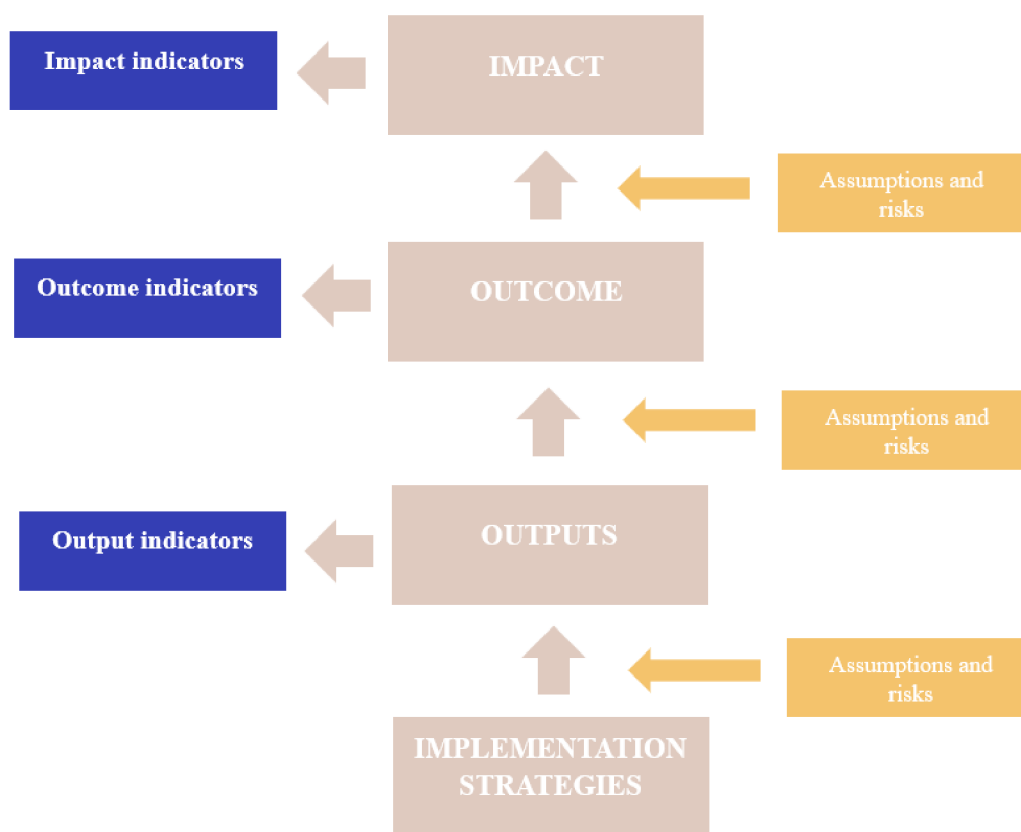 Impact indicators
IMPACT
Assumptions and
risks
Outcome indicators
OUTCOME
Assumptions and
risks
Output indicators
OUTPUTS
Assumptions and
risks
IMPLEMENTATION
STRATEGIES